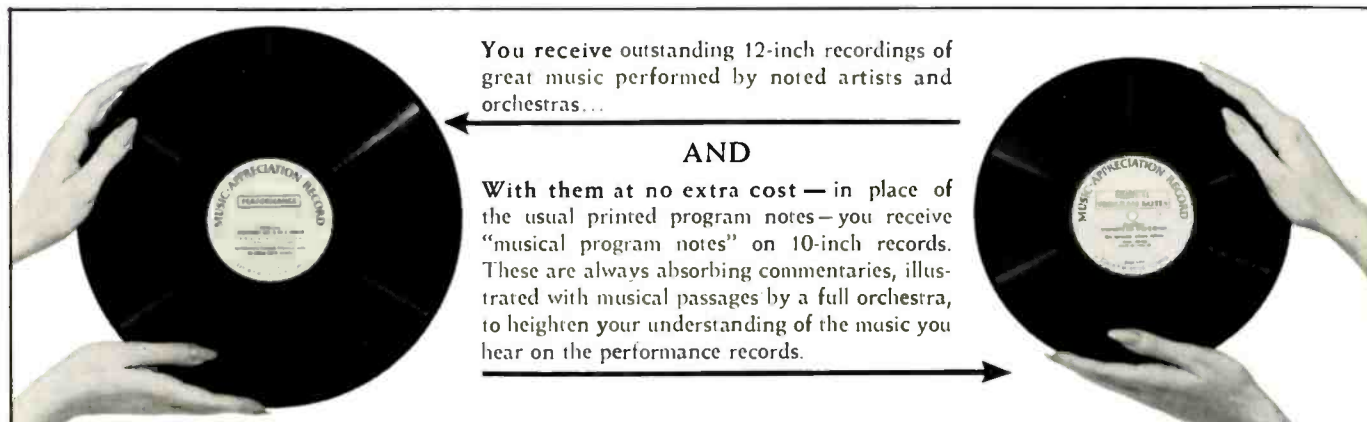 You receive outstanding 12-inch recordings of
great music performed by noted artists and
orchestras...
AND
With them at no extra cost — in place of
the usual printed program notes – you receive
"musical program notes" on 10-inch records.
These are always absorbing commentaries, illus-
trated with musical passages by a full orchestra,
to heighten your understanding of the music you
hear on the performance records.
MUSIC-APPRECIATION RECORD
PERFORMANCE
MUSIC-APPRECIATION RECORD
PROGRAM NOTES